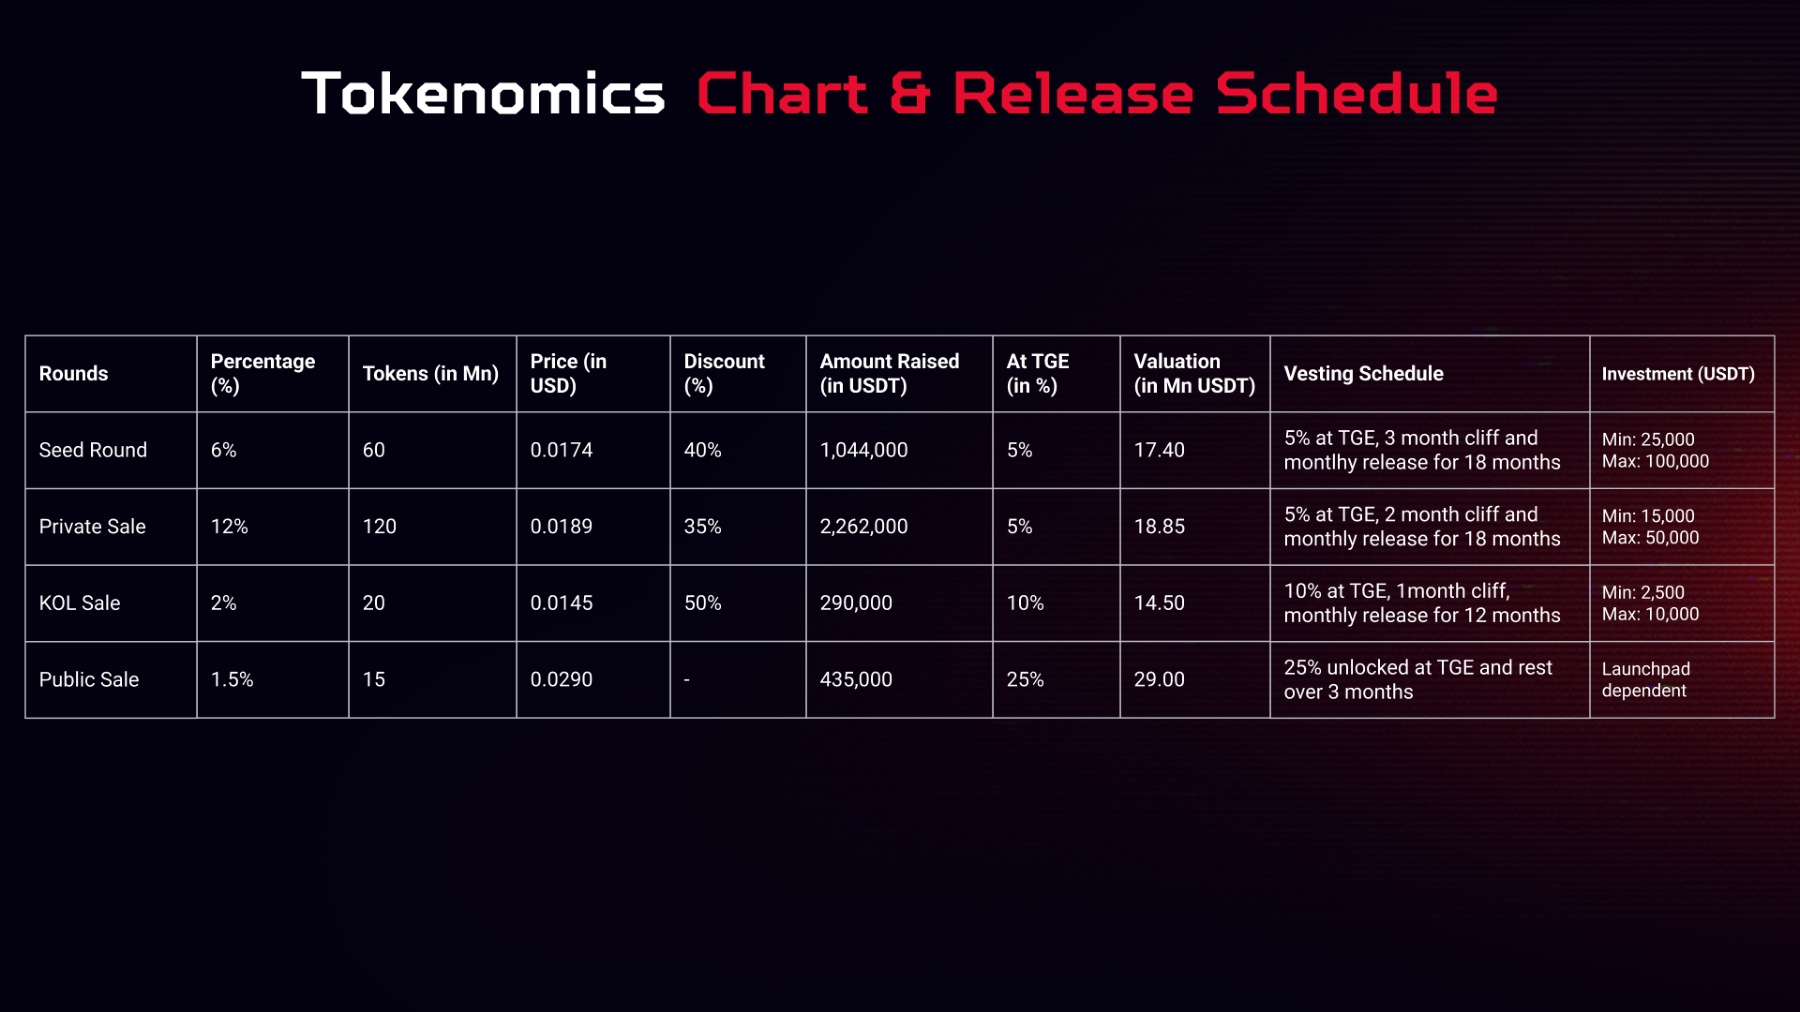 Tokenomics Chart & Release Schedule
Rounds
Percentage
(%)
Tokens (in Mn)
Price (in
USD)
Discount
(%)
Amount Raised
(in USDT)
At TGE
(in %)
Valuation
(in Mn USDT)
Vesting Schedule
Investment (USDT)
Seed Round
6%
60
0.0174
40%
1,044,000
5%
17.40
5% at TGE, 3 month cliff and
montlhy release for 18 months
Min: 25,000
Max: 100,000
Private Sale
12%
120
0.0189
35%
2,262,000
5%
18.85
5% at TGE, 2 month cliff and
monthly release for 18 months
Min: 15,000
Max: 50,000
KOL Sale
2%
20
0.0145
50%
290,000
10%
14.50
10% at TGE, 1month cliff,
monthly release for 12 months
Min: 2,500
Max: 10,000
Public Sale
1.5%
15
0.0290
-
435,000
25%
29.00
25% unlocked at TGE and rest
over 3 months
Launchpad
dependent